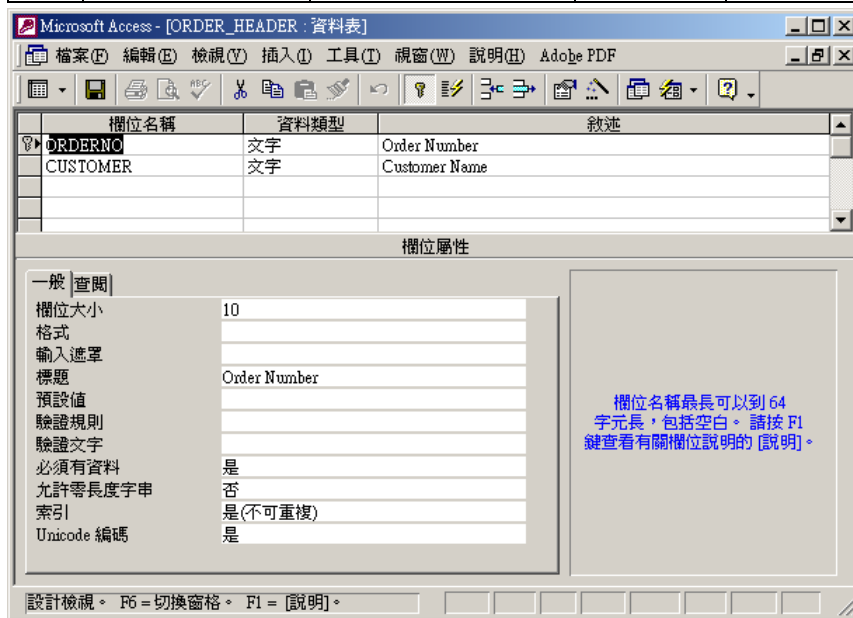 Microsoft Access - [ORDER_HEADER : 資料表]
檔案(F) 編輯(E) 檢視(V) 插入(I) 工具(T) 視窗(W) 說明(H) Adobe PDF
欄位名稱 資料類型 敘述
ORDERNO 文字 Order Number
CUSTOMER 文字 Customer Name
欄位屬性
一般 查閱
欄位大小 10
格式
輸入遮罩
標題 Order Number
預設值
驗證規則
驗證文字
必須有資料 是
允許零長度字串 否
索引 是(不可重複)
Unicode 編碼 是
欄位名稱最長可以到 64
字元長，包括空白。 請按 F1
鍵查看有關欄位說明的 [說明]。
設計檢視。 F6 = 切換窗格。 F1 = [說明]。